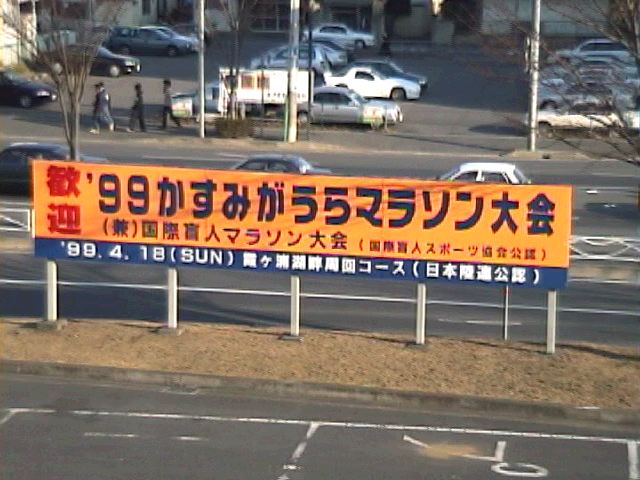 歓迎
'99かすみがうらマラソン大会
(兼)国際盲人マラソン大会 (国際盲人スポーツ協会公認)
'99.4.18(SUN)霞ヶ浦湖畔周回コース(日本陸連公認)